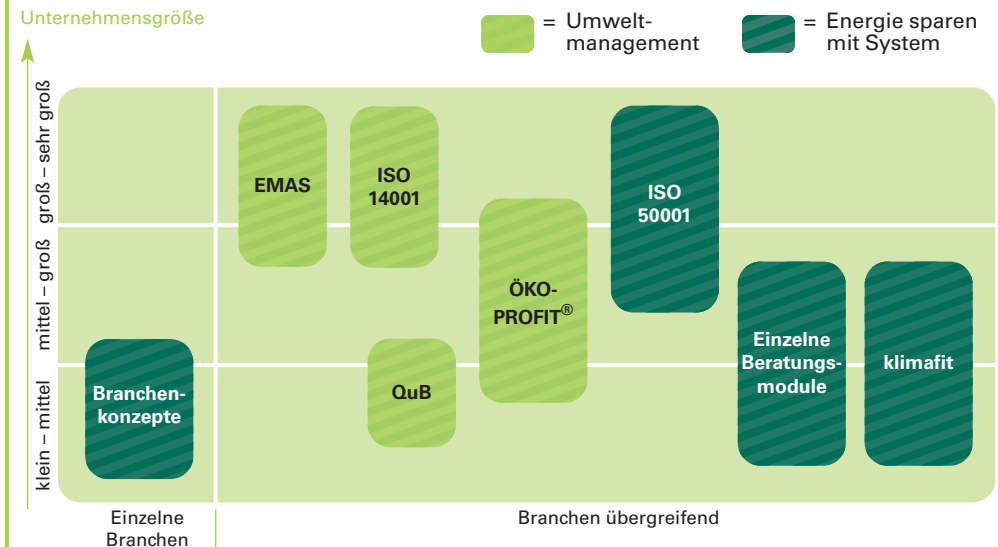 Unternehmensgröße
= Umwelt-
management
= Energie sparen
mit System
groß – sehr groß
mittel – groß
klein – mittel
EMAS
ISO
14001
ISO
50001
ÖKO-
PROFIT®
Einzelne
Beratungs-
module
klimafit
Branchen-
konzepte
QuB
Einzelne
Branchen
Branchen übergreifend